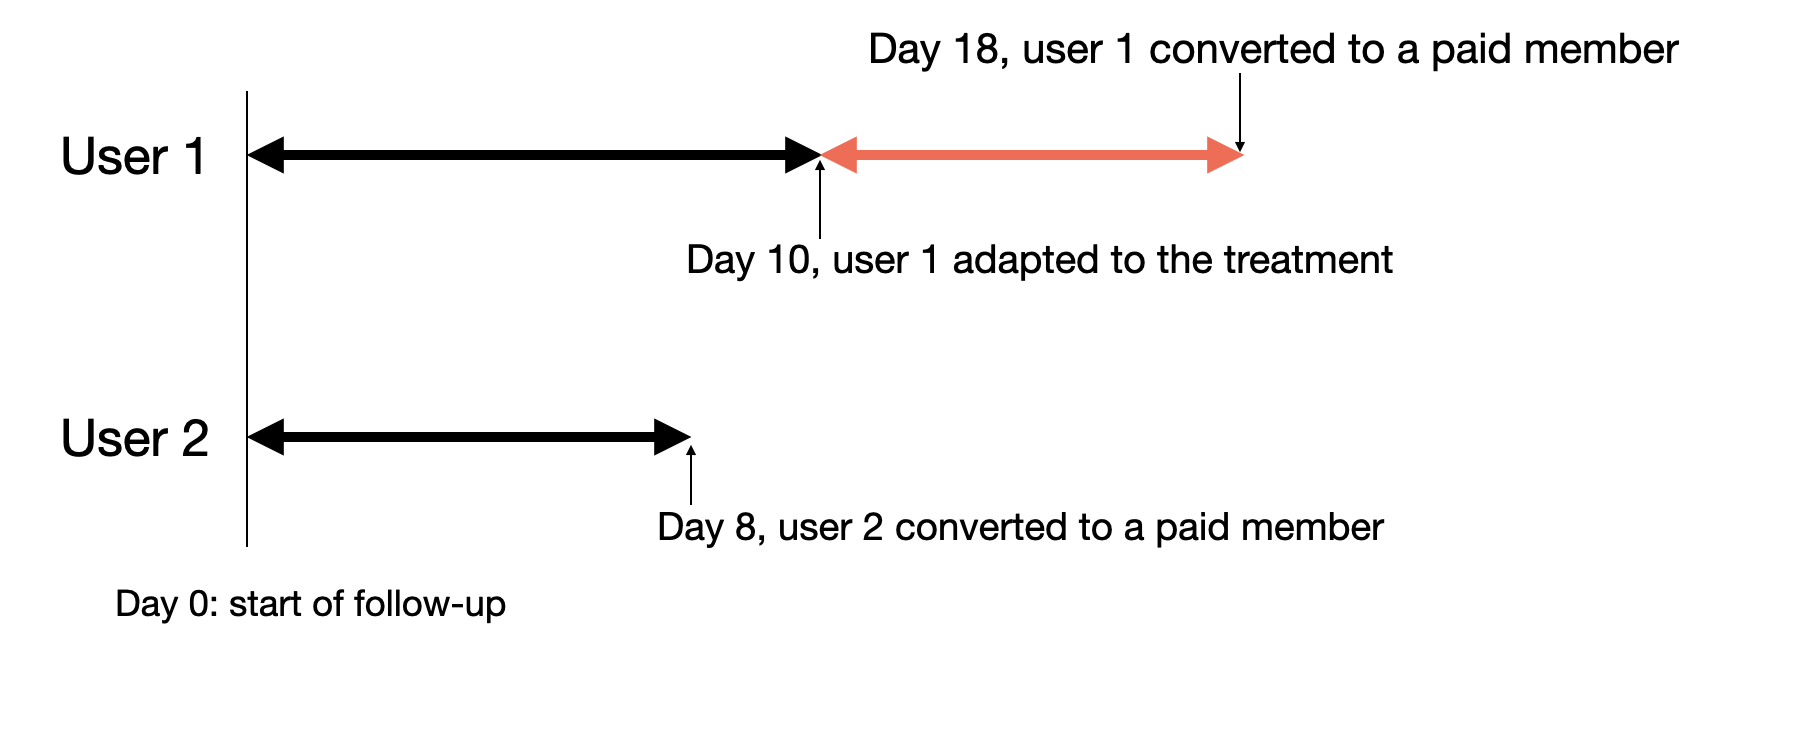 Day 18, user 1 converted to a paid member
User 1
Day 10, user 1 adapted to the treatment
User 2
Day 8, user 2 converted to a paid member
Day 0: start of follow-up